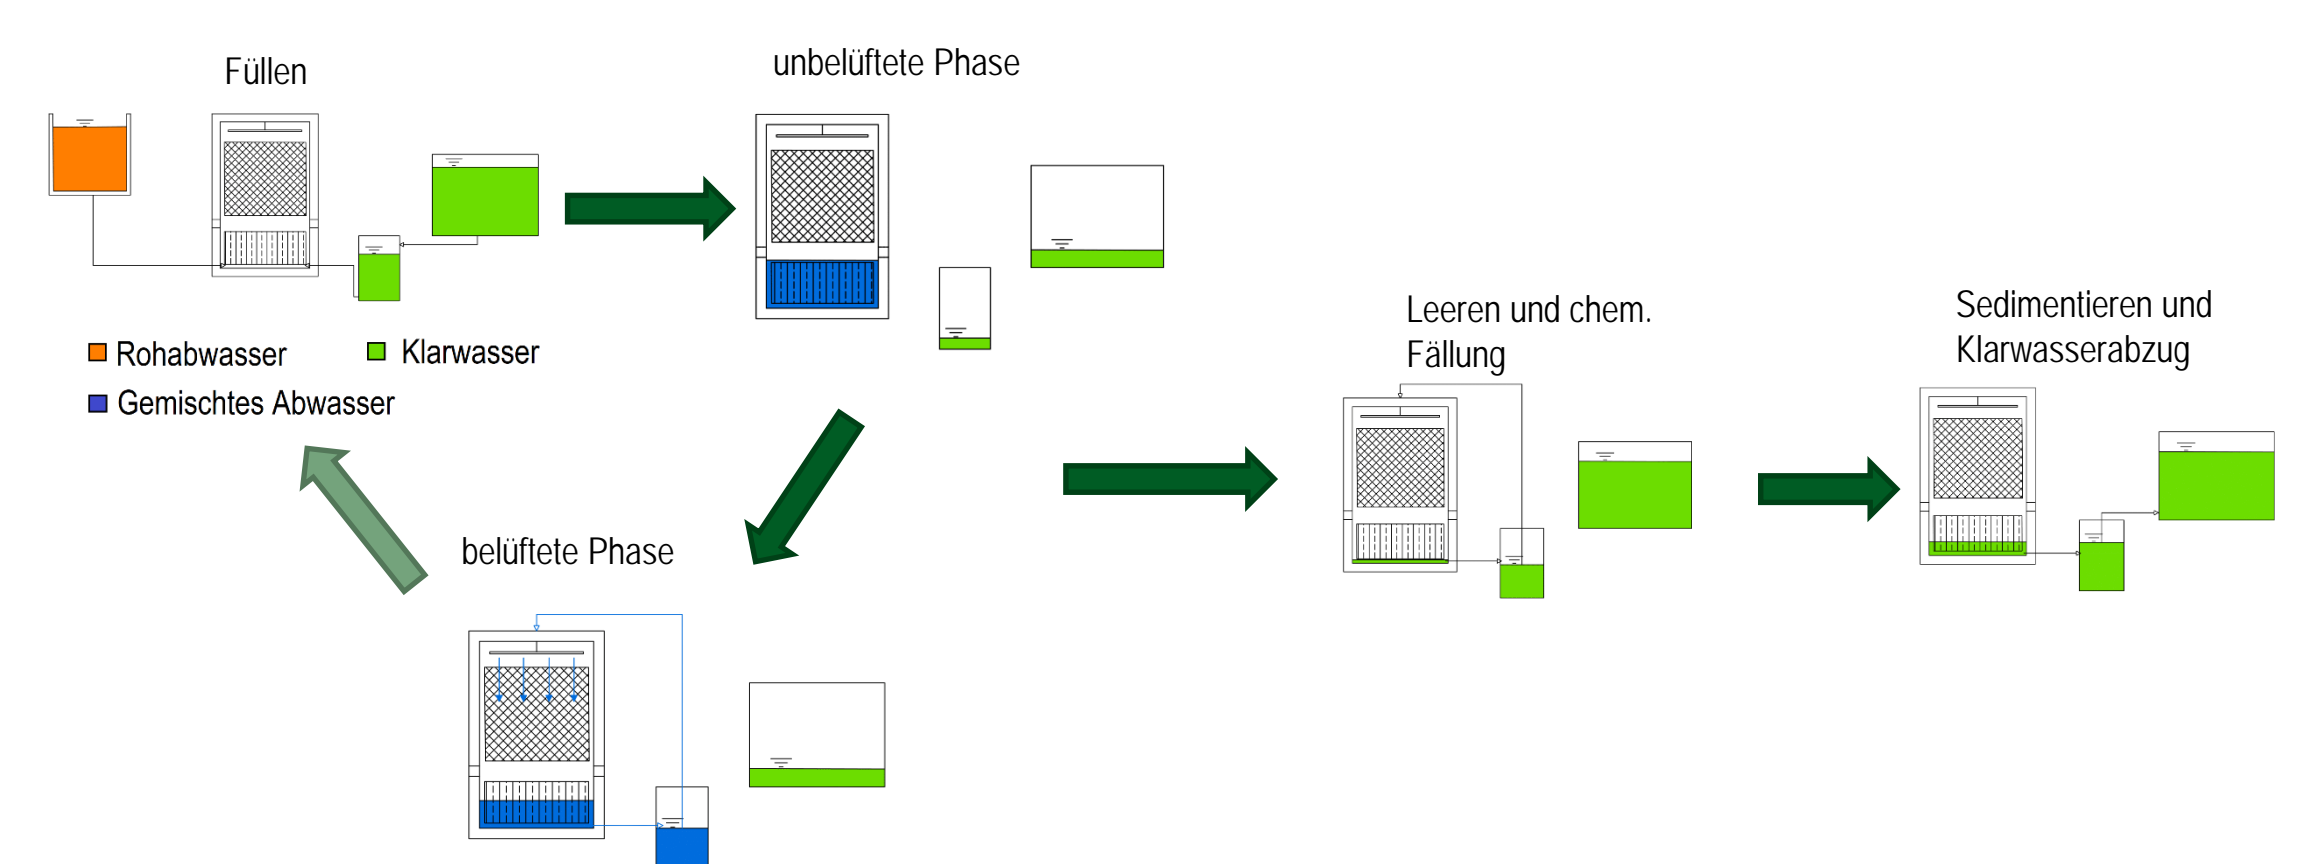 Füllen
unbelüftete Phase
Rohabwasser
Klarwasser
Gemischtes Abwasser
Leeren und chem.
Fällung
Sedimentieren und
Klarwasserabzug
belüftete Phase